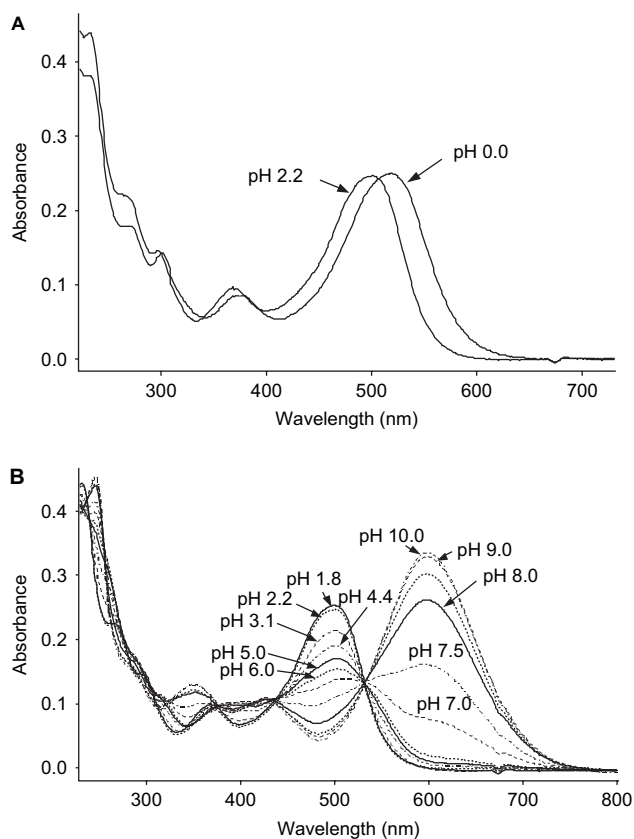 A
Absorbance
0.4
0.3
0.2
0.1
0.0
pH 2.2
pH 0.0
300
400
500
600
700
Wavelength (nm)
B
Absorbance
0.4
0.3
0.2
0.1
0.0
pH 10.0
pH 9.0
pH 8.0
pH 1.8
pH 2.2
pH 4.4
pH 3.1
pH 5.0
pH 6.0
pH 7.5
pH 7.0
300
400
500
600
700
800
Wavelength (nm)